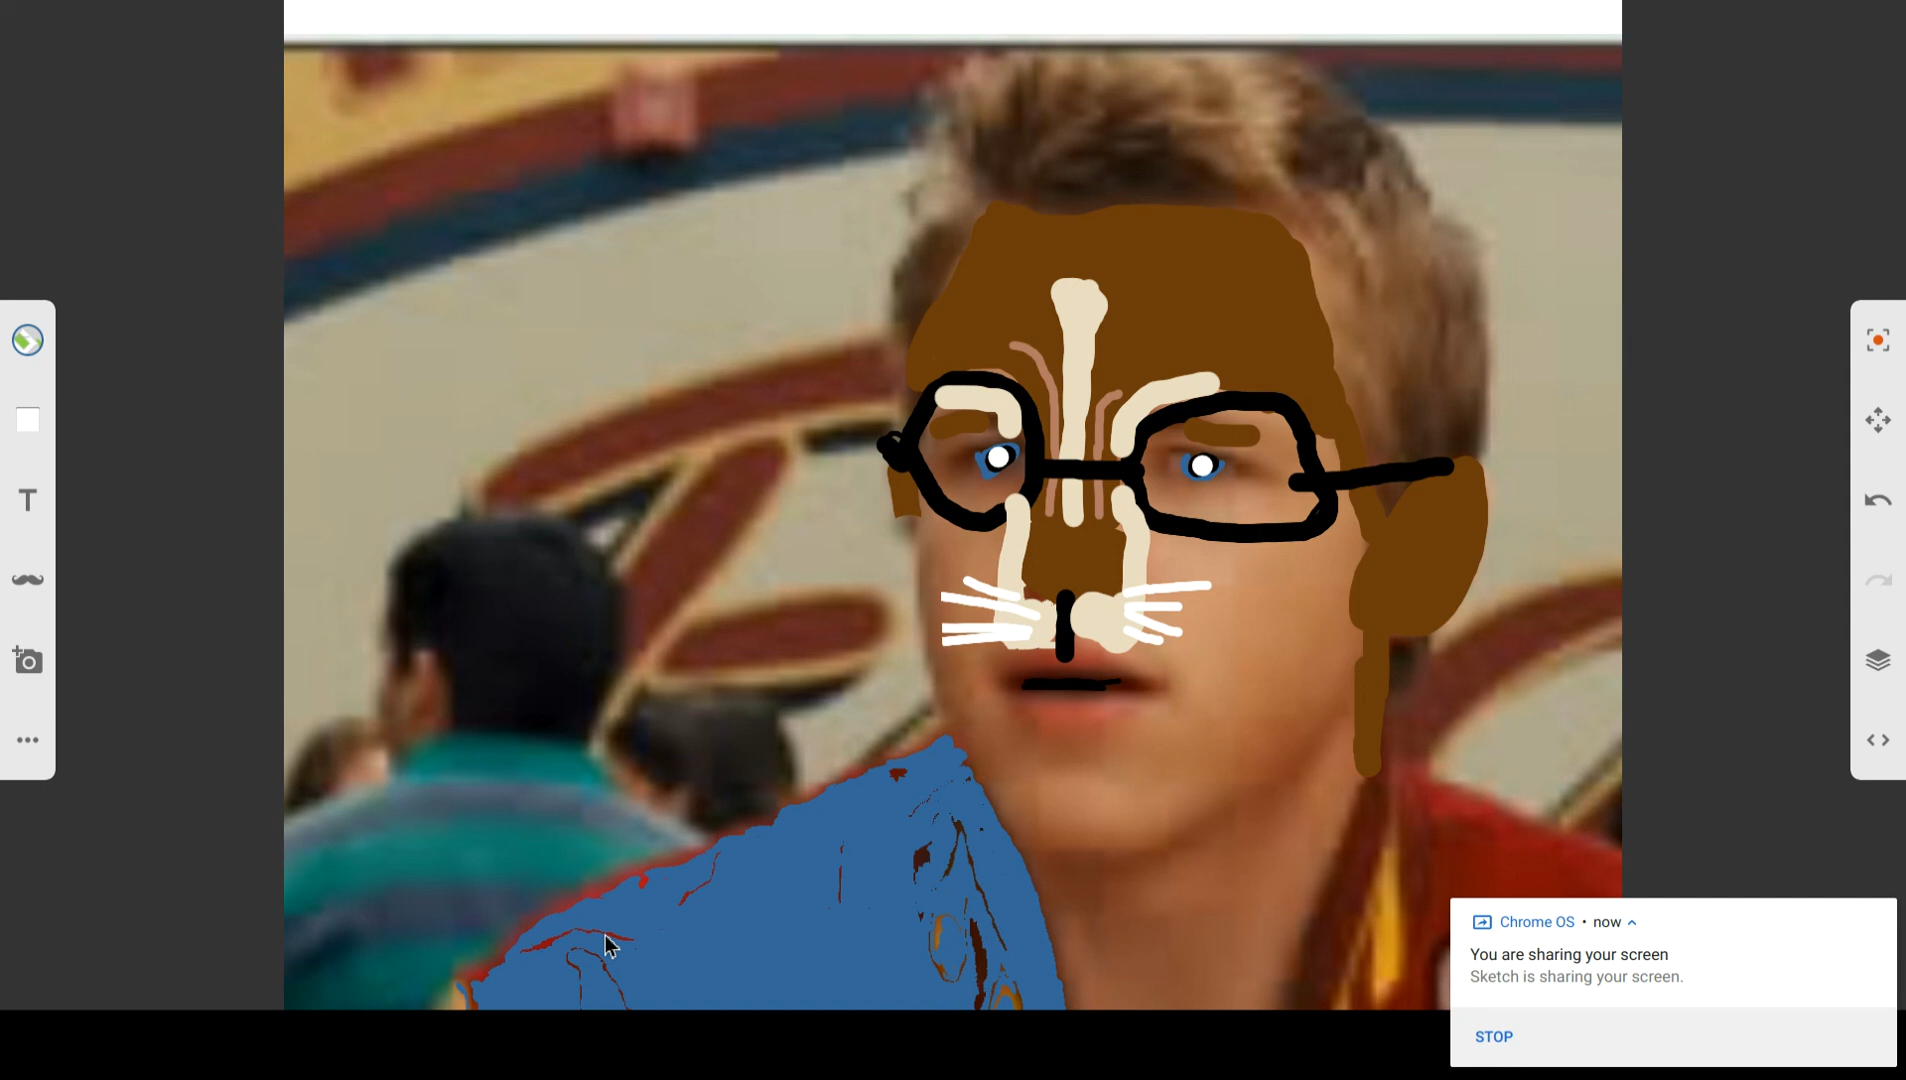 T
Chrome OS • now
You are sharing your screen
Sketch is sharing your screen.
STOP